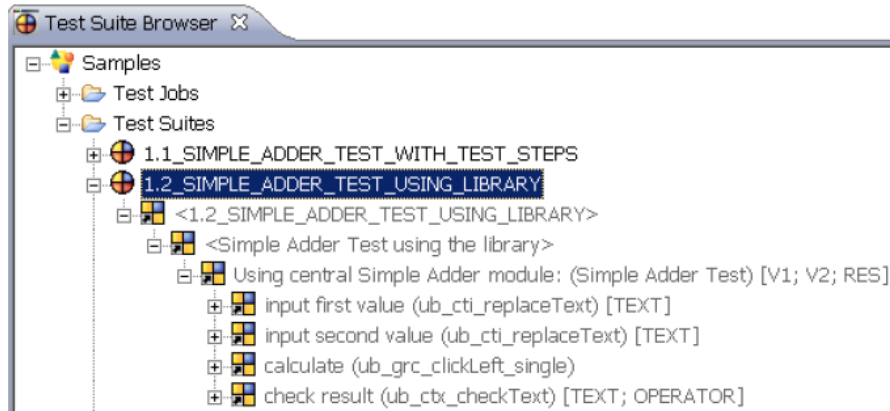 Test Suite Browser
Samples
Test Jobs
Test Suites
1.1_SIMPLE_ADDER_TEST_WITH_TEST_STEPS
1.2_SIMPLE_ADDER_TEST_USING_LIBRARY
<1.2_SIMPLE_ADDER_TEST_USING_LIBRARY>
<Simple Adder Test using the library>
Using central Simple Adder module: (Simple Adder Test) [V1; V2; RES]
input first value (ub_cti_replaceText) [TEXT]
input second value (ub_cti_replaceText) [TEXT]
calculate (ub_grc_clickLeft_single)
check result (ub_ctx_checkText) [TEXT; OPERATOR]